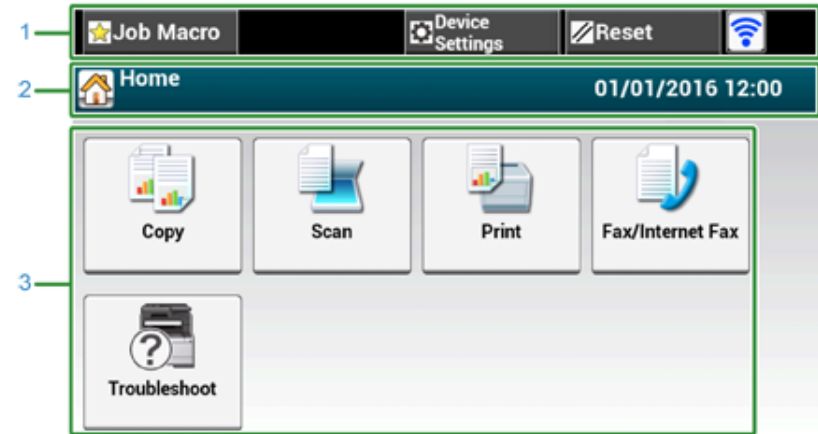 1
Job Macro
Device
Settings
Reset
2
Home
01/01/2016 12:00
3
Copy
Scan
Print
Fax/Internet Fax
?
Troubleshoot